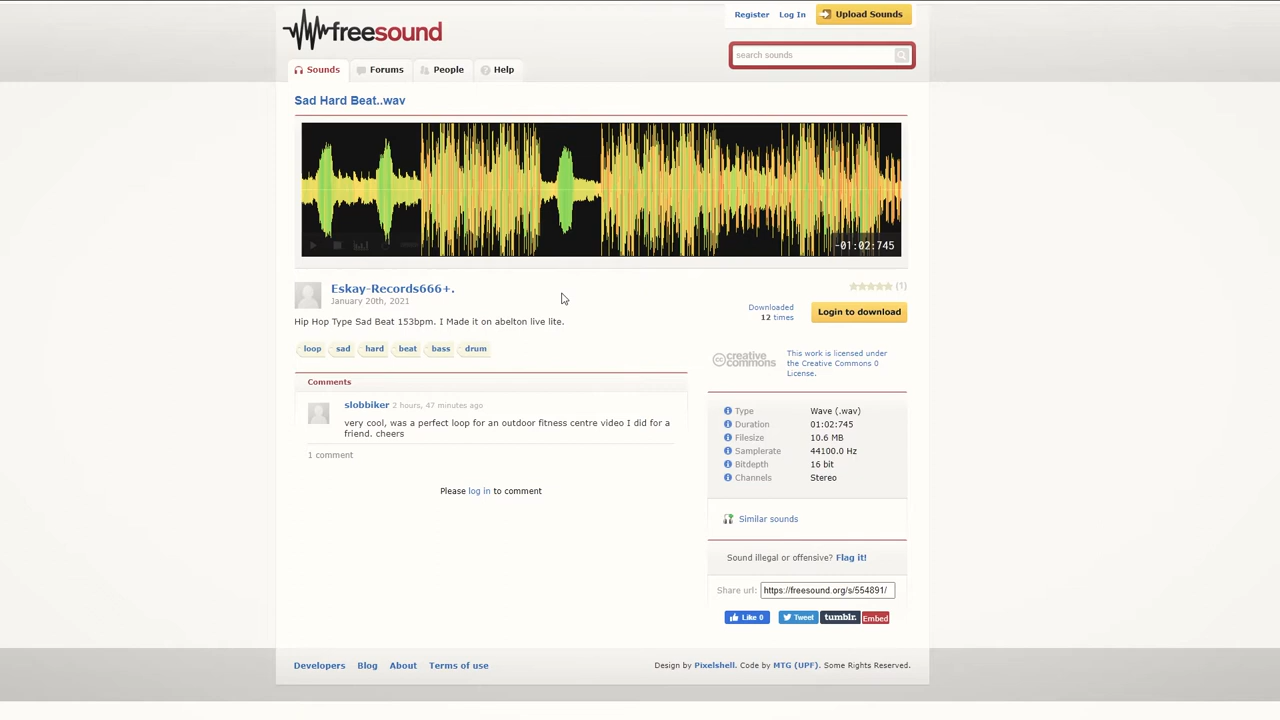 Register Log In Upload Sounds
freesound
search sounds
Sounds Forums People Help
Sad Hard Beat..wav
-01:02:745
Eskay-Records666+.
January 20th, 2021
(1)
Downloaded
12 times
Login to download
Hip Hop Type Sad Beat 153bpm. I Made it on abelton live lite.
loop sad hard beat bass drum
creative
commons
This work is licensed under
the Creative Commons 0
License.
Comments
slobbiker 2 hours, 47 minutes ago
very cool, was a perfect loop for an outdoor fitness centre video I did for a
friend. cheers
1 comment
Please log in to comment
Type Wave (.wav)
Duration 01:02:745
Filesize 10.6 MB
Samplerate 44100.0 Hz
Bitdepth 16 bit
Channels Stereo
Similar sounds
Sound illegal or offensive? Flag it!
Share url: https://freesound.org/s/554891/
Like 0 Tweet tumblr. Embed
Developers Blog About Terms of use
Design by Pixelshell. Code by MTG (UPF). Some Rights Reserved.